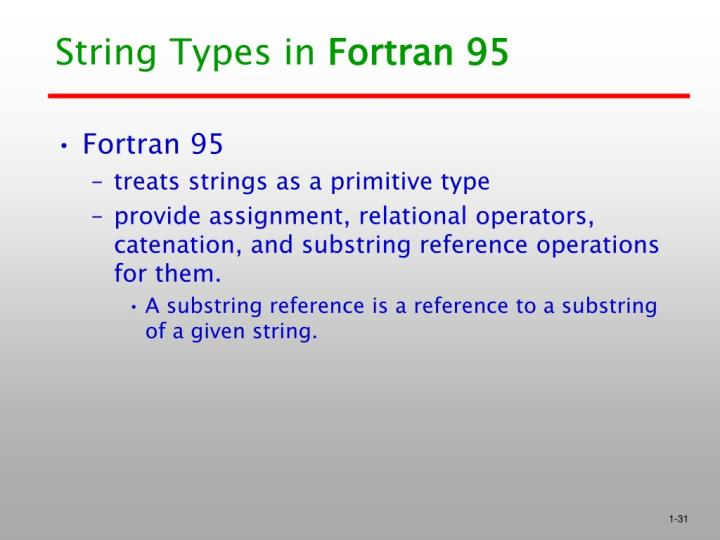 String Types in Fortran 95
• Fortran 95
– treats strings as a primitive type
– provide assignment, relational operators,
catenation, and substring reference operations
for them.
• A substring reference is a reference to a substring
of a given string.
1-31